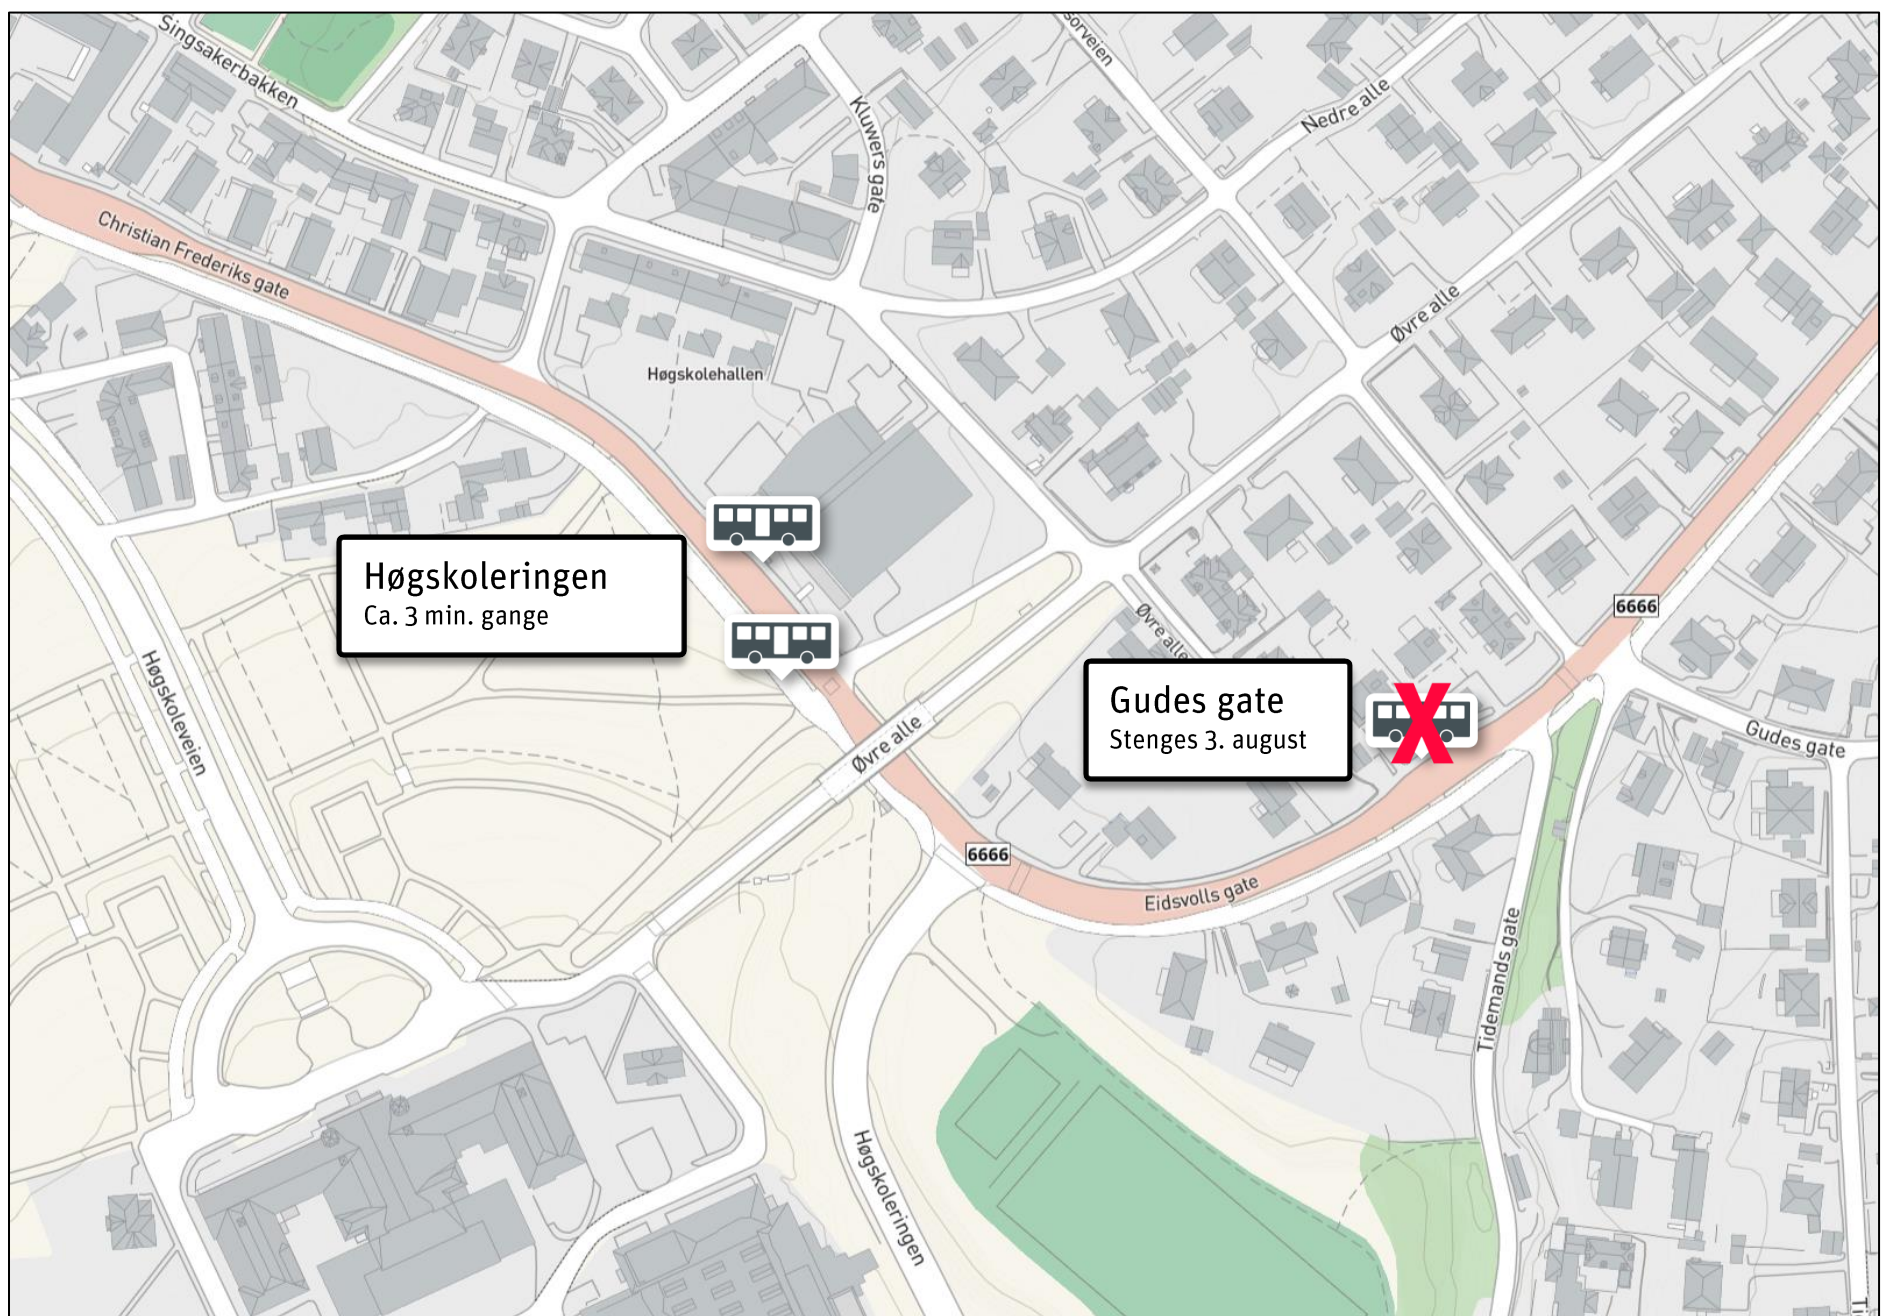 Singsakerbakken
sorveien
Kluwers gate
Nedre alle
Christian Frederiks gate
Øvre alle
Høgskolehallen
Høgskoleringen
Ca. 3 min. gange
Øvre alle
6666
Høgskoleveien
Gudes gate
Stenges 3. august
X
Øvre alle
Gudes gate
6666
Eidsvolls gate
Tidemands gate
Høgskoleringen